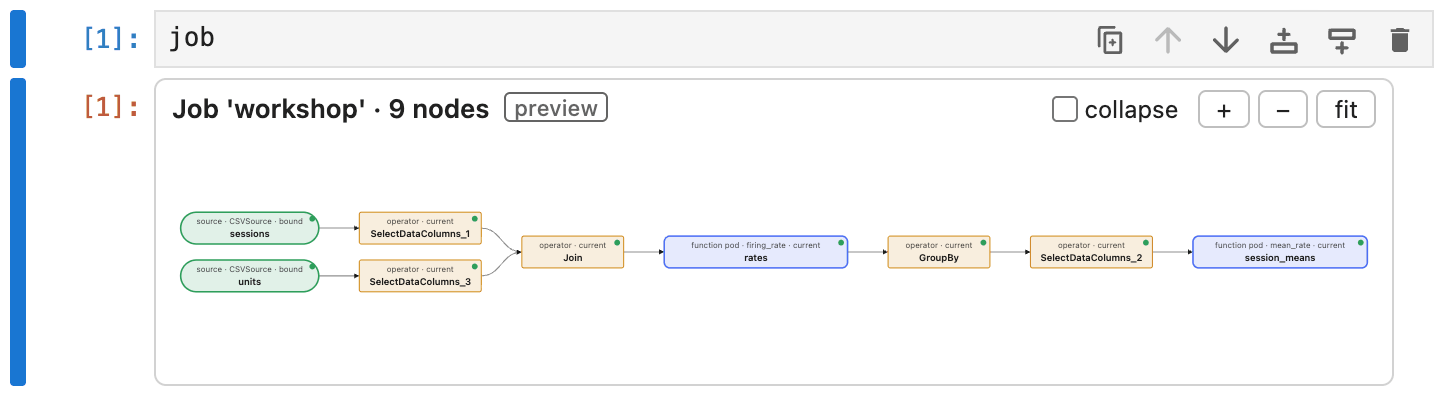 [1]: job
[1]: Job 'workshop' · 9 nodes preview collapse + − fit
source · CSVSource · bound
sessions
operator · current
SelectDataColumns_1
source · CSVSource · bound
units
operator · current
SelectDataColumns_3
operator · current
Join
function pod · firing_rate · current
rates
operator · current
GroupBy
operator · current
SelectDataColumns_2
function pod · mean_rate · current
session_means